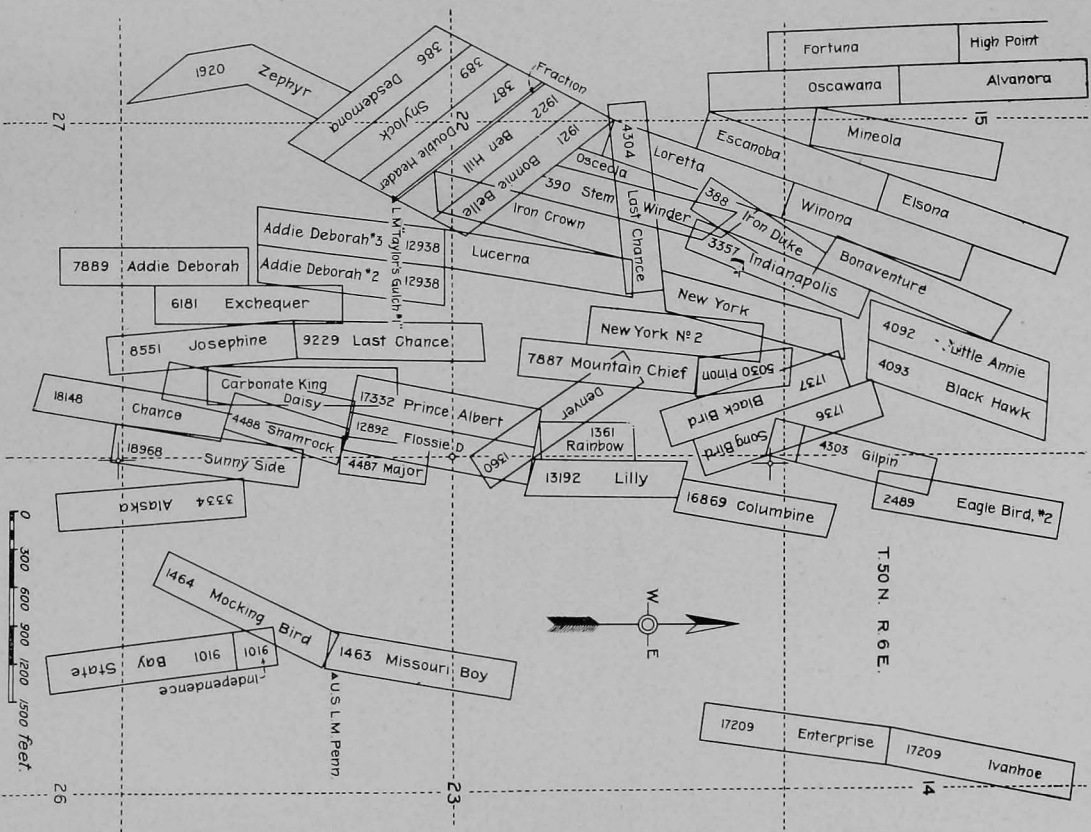 Fortuna
High Point
Oscawana
Alvanora
15
Mineola
Escanoba
Elsona
Loretta
Winona
Bonaventure
1920 Zephyr
27
386 Desdemona
389 Shylock
387 Double Header
22
Fraction
1922 Ben Hill
1921 Bonnie Belle
4304 Last Chance
Osceola
390 Stem Winder
Iron Crown
388 Iron Duke
3357 Indianapolis
Lucerna
L M "Taylor's Gulch #1"
Addie Deborah #3 12938
Addie Deborah #2 12938
7889 Addie Deborah
6181 Exchequer
8551 Josephine
9229 Last Chance
New York
New York No 2
7887 Mountain Chief
5030 Pinon
4092 Little Annie
4093 Black Hawk
1737 Black Bird
1736 Song Bird
Carbonate King
Daisy
18148 Chance
4488 Shamrock
17332 Prince Albert
12892 Flossie D
4487 Major
Denver
1360
1361 Rainbow
13192 Lilly
4303 Gilpin
2489 Eagle Bird, #2
16869 Columbine
18968 Sunny Side
3334 Alaska
0 300 600 900 1200 1500 feet.
T. 50 N. R. 6 E.
W
E
1464 Mocking Bird
1463 Missouri Boy
9101 Bay State
9101
Independence
U.S.L.M. Penn.
17209 Enterprise
17209 Ivanhoe
26
23
14